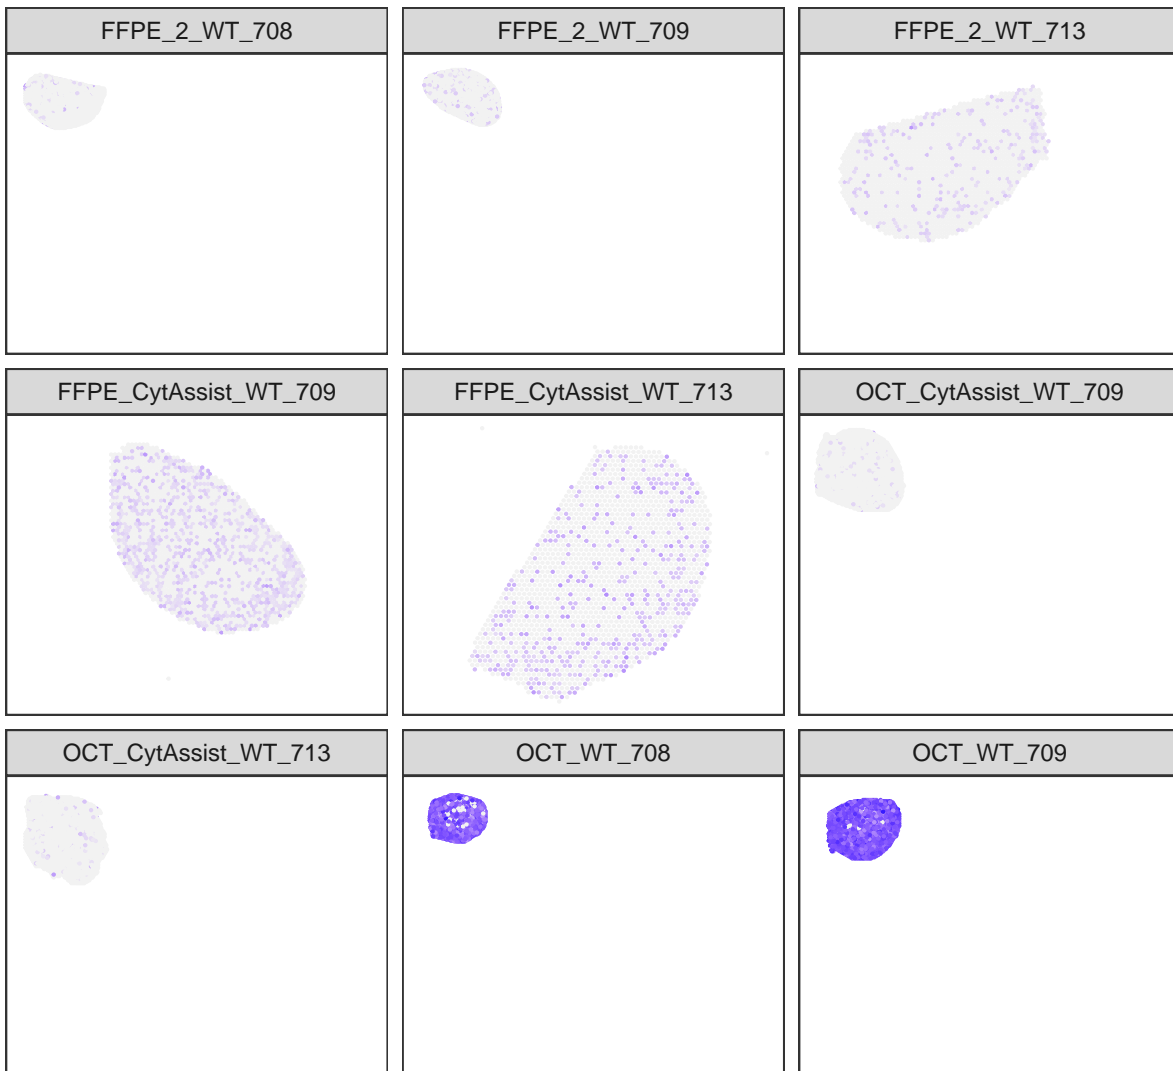 FFPE_2_WT_708
FFPE_2_WT_709
FFPE_2_WT_713
FFPE_CytAssist_WT_709
FFPE_CytAssist_WT_713
OCT_CytAssist_WT_709
OCT_CytAssist_WT_713
OCT_WT_708
OCT_WT_709